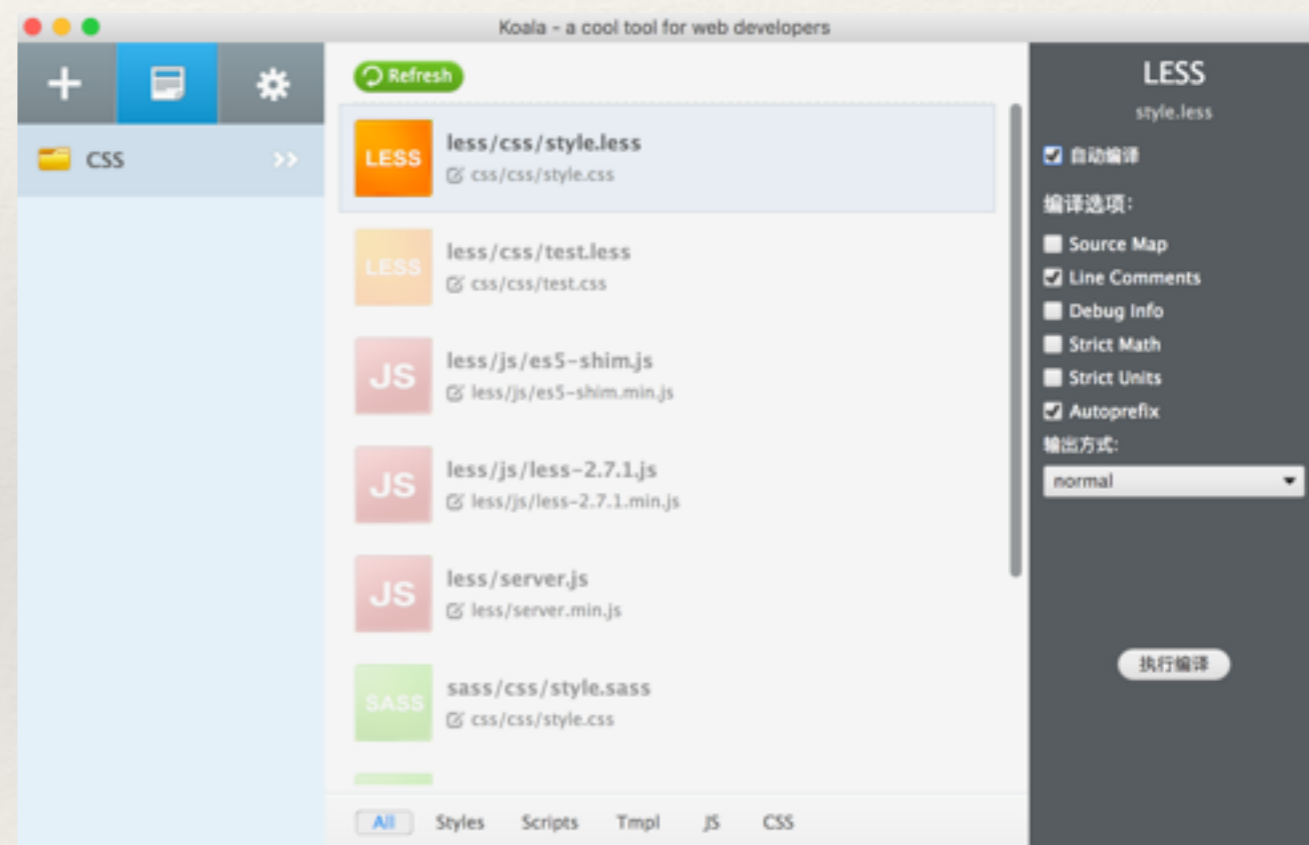 Koala - a cool tool for web developers
CSS
Refresh
LESS
less/css/style.less
css/css/style.css
LESS
less/css/test.less
css/css/test.css
JS
less/js/es5-shim.js
less/js/es5-shim.min.js
JS
less/js/less-2.7.1.js
less/js/less-2.7.1.min.js
JS
less/server.js
less/server.min.js
SASS
sass/css/style.sass
css/css/style.css
All Styles Scripts Tmpl JS CSS
LESS
style.less
自动编译
编译选项:
Source Map
Line Comments
Debug Info
Strict Math
Strict Units
Autoprefix
输出方式:
normal
执行编译